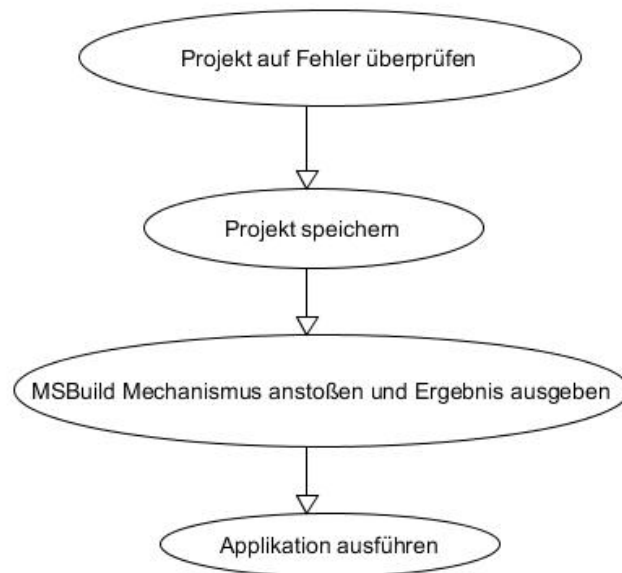 Projekt auf Fehler überprüfen
Projekt speichern
MSBuild Mechanismus anstoßen und Ergebnis ausgeben
Applikation ausführen